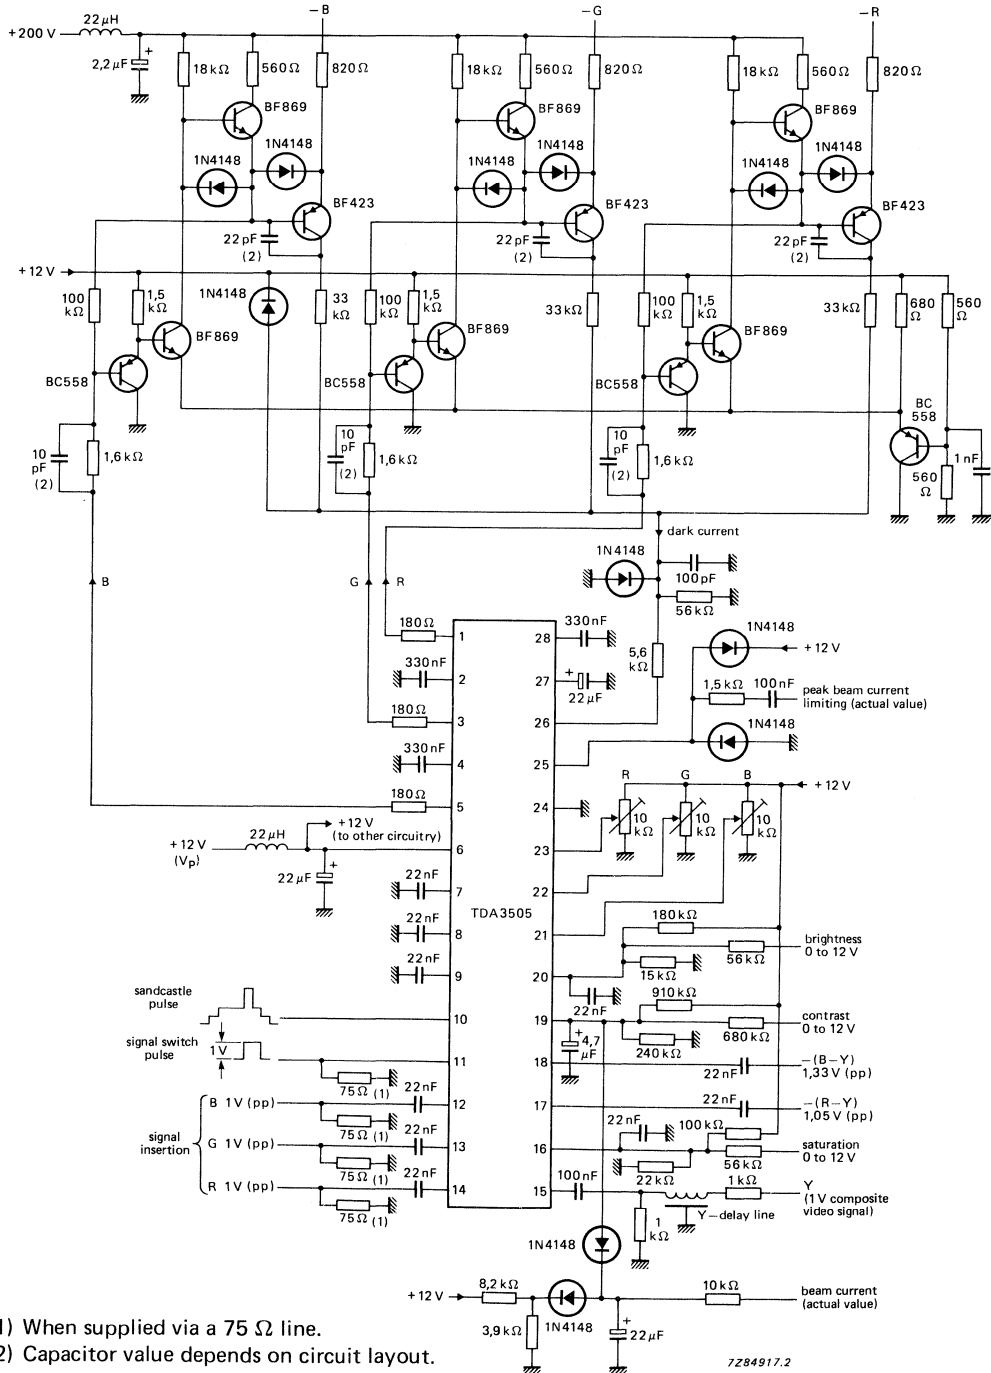 −B
−G
−R
+200 V
22 μH
2,2 μF
+
18 kΩ
560 Ω
820 Ω
18 kΩ
560 Ω
820 Ω
18 kΩ
560 Ω
820 Ω
BF869
BF869
BF869
1N4148
1N4148
1N4148
1N4148
1N4148
1N4148
BF423
BF423
BF423
22 pF
(2)
22 pF
(2)
22 pF
(2)
+12 V
100
kΩ
1,5
kΩ
1N4148
33
kΩ
100
kΩ
1,5
kΩ
33 kΩ
100
kΩ
1,5
kΩ
33 kΩ
680
Ω
560
Ω
BF869
BF869
BF869
BC558
BC558
BC558
BC
558
10
pF
(2)
1,6 kΩ
10
pF
(2)
1,6 kΩ
10
pF
(2)
1,6 kΩ
560
Ω
1 nF
dark current
1N4148
100 pF
56 kΩ
B
G
R
180 Ω
1
28
330 nF
5,6
kΩ
1N4148
+12 V
330 nF
2
27
+
22 μF
1,5 kΩ
100 nF
peak beam current
limiting (actual value)
180 Ω
3
26
1N4148
330 nF
4
25
R
G
B
+12 V
180 Ω
5
24
10
kΩ
10
kΩ
10
kΩ
+12 V
(to other circuitry)
+12 V
(Vp)
22 μH
6
23
22 μF
+
22 nF
7
22
TDA3505
22 nF
8
21
180 kΩ
brightness
0 to 12 V
56 kΩ
15 kΩ
22 nF
9
20
22 nF
910 kΩ
sandcastle
pulse
10
19
contrast
0 to 12 V
680 kΩ
+
4,7
μF
240 kΩ
signal switch
pulse
1 V
11
18
22 nF
−(B−Y)
1,33 V (pp)
75 Ω (1)
22 nF
B 1V (pp)
12
17
22 nF
−(R−Y)
1,05 V (pp)
75 Ω (1)
22 nF
22 nF
100 kΩ
signal
insertion
G 1V (pp)
13
16
saturation
0 to 12 V
56 kΩ
22 kΩ
75 Ω (1)
22 nF
R 1V (pp)
14
15
100 nF
1 kΩ
Y
(1 V composite
video signal)
75 Ω (1)
Y−delay line
1
kΩ
1N4148
+12 V
8,2 kΩ
1N4148
10 kΩ
beam current
(actual value)
3,9 kΩ
+
22 μF
1) When supplied via a 75 Ω line.
2) Capacitor value depends on circuit layout.
7Z84917.2